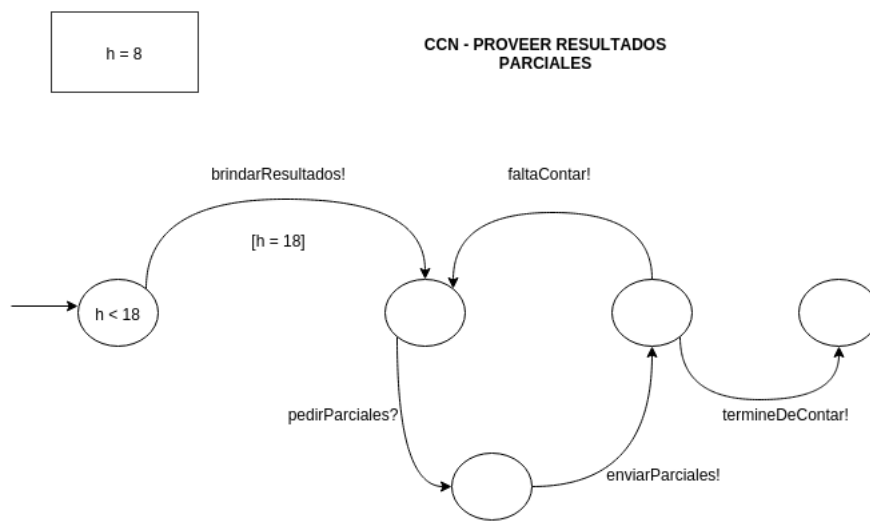 h = 8
CCN - PROVEER RESULTADOS
PARCIALES
brindarResultados!
faltaContar!
[h = 18]
h < 18
pedirParciales?
termineDeContar!
enviarParciales!